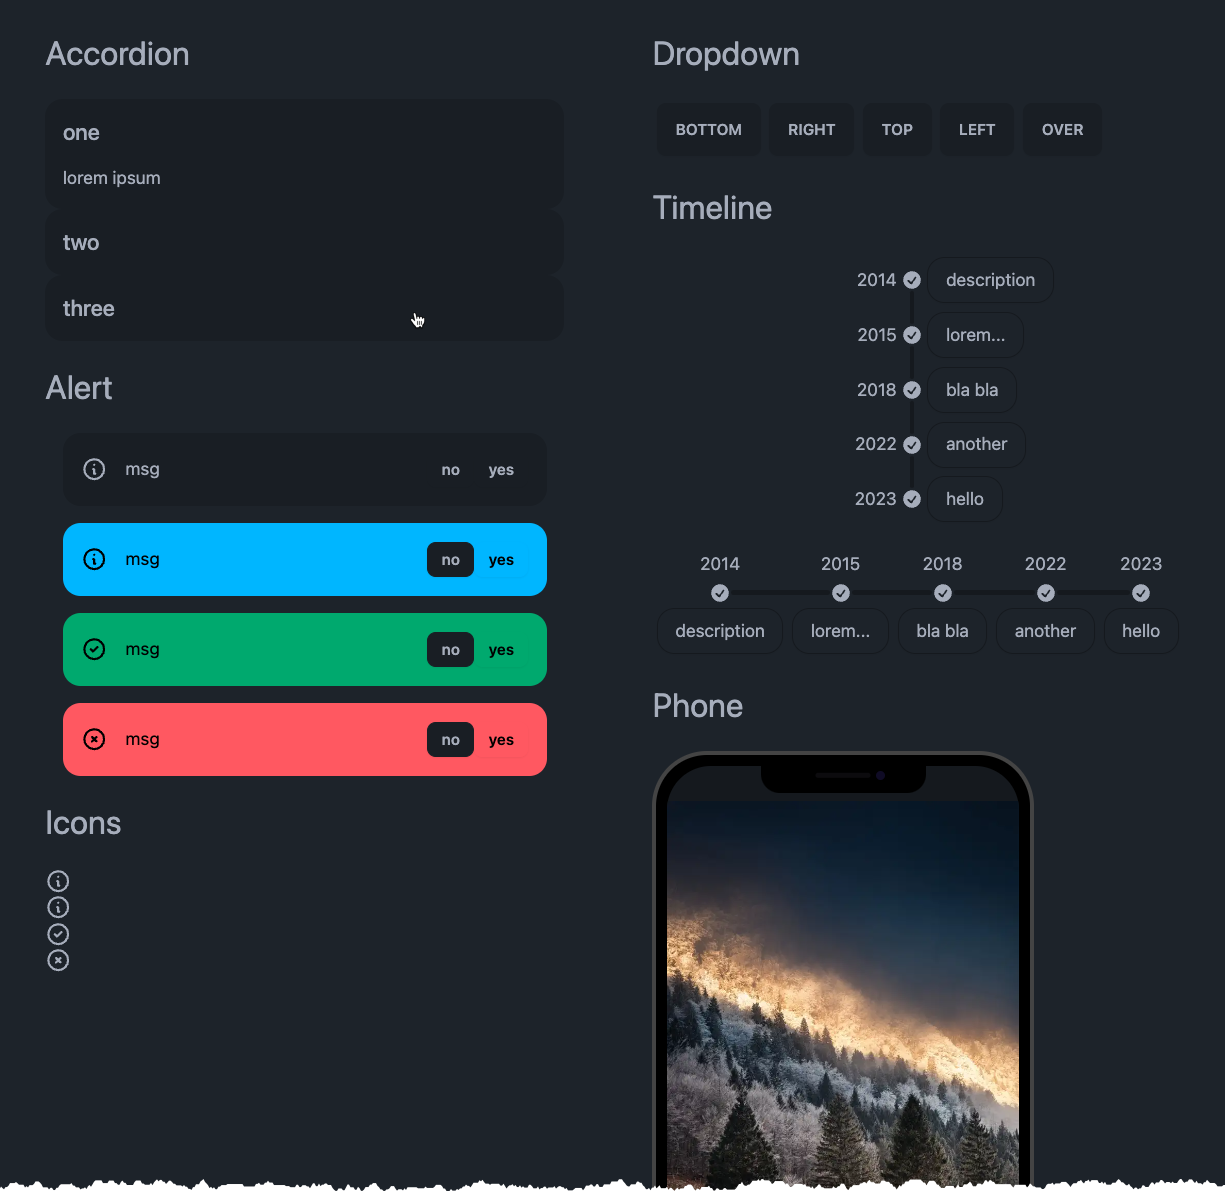 Accordion
one
lorem ipsum
two
three
Alert
msg no yes
msg no yes
msg no yes
msg no yes
Icons
Dropdown
BOTTOM RIGHT TOP LEFT OVER
Timeline
2014 description
2015 lorem...
2018 bla bla
2022 another
2023 hello
2014 2015 2018 2022 2023
description lorem... bla bla another hello
Phone